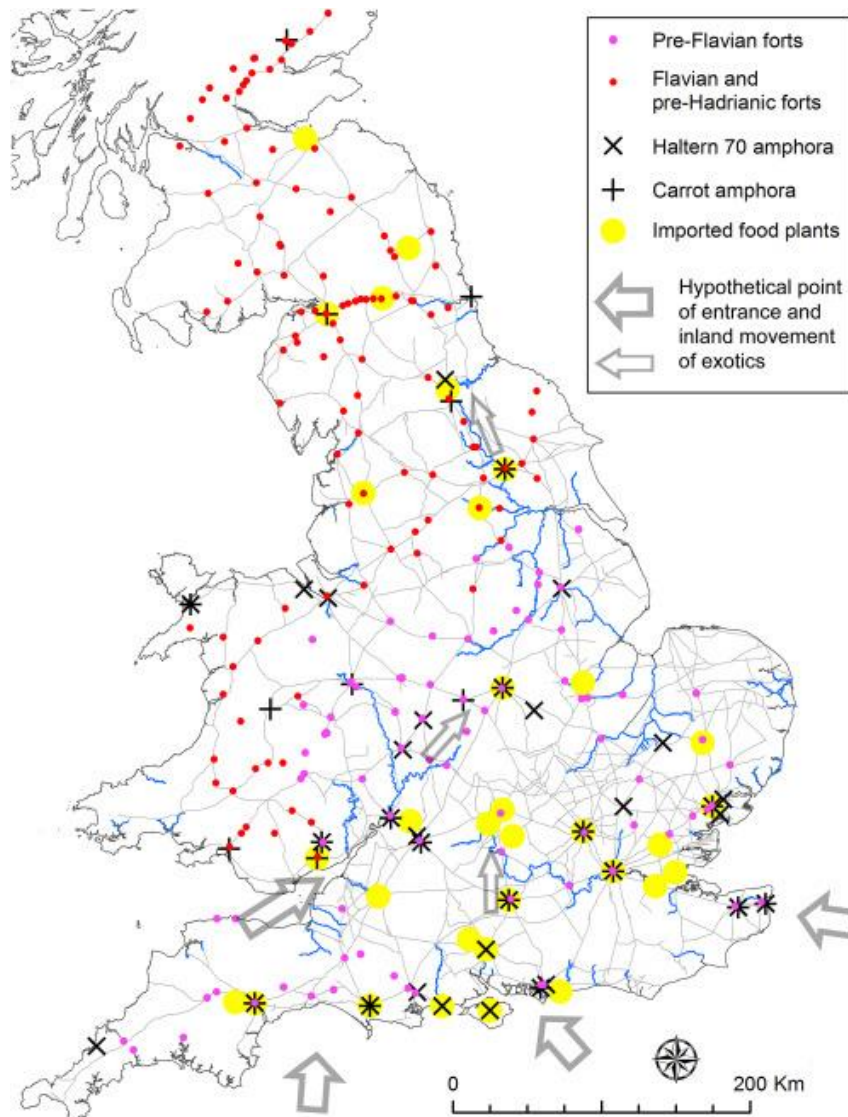 Pre-Flavian forts
Flavian and
pre-Hadrianic forts
Haltern 70 amphora
Carrot amphora
Imported food plants
Hypothetical point
of entrance and
inland movement
of exotics
0
200 Km